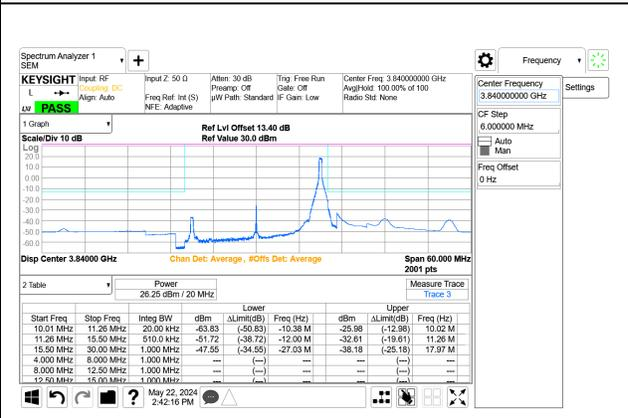 Spectrum Analyzer 1
SEM
Frequency
KEYSIGHT Input: RF Input Z: 50 Ω Atten: 30 dB Trig: Free Run Center Freq: 3.840000000 GHz
Coupling: DC Preamp: Off Gate: Off Avg|Hold: 100.00% of 100
Align: Auto Freq Ref: Int (S) µW Path: Standard IF Gain: Low Radio Std: None
NFE: Adaptive
L
LVI PASS
Center Frequency
3.840000000 GHz
Settings
CF Step
6.000000 MHz
Auto
Man
Freq Offset
0 Hz
1 Graph
Ref Lvl Offset 13.40 dB
Scale/Div 10 dB Ref Value 30.0 dBm
Log
20.0
10.0
0.00
-10.0
-20.0
-30.0
-40.0
-50.0
-60.0
Disp Center 3.84000 GHz Chan Det: Average , #Offs Det: Average Span 60.000 MHz
2001 pts
2 Table
Power
26.25 dBm / 20 MHz
Measure Trace
Trace 3
Lower Upper
Start Freq Stop Freq Integ BW dBm ΔLimit(dB) Freq (Hz) dBm ΔLimit(dB) Freq (Hz)
10.01 MHz 11.26 MHz 20.00 kHz -63.83 (-50.83) -10.38 M -25.98 (-12.98) 10.02 M
11.26 MHz 15.50 MHz 510.0 kHz -51.72 (-38.72) -12.00 M -32.61 (-19.61) 11.26 M
15.50 MHz 30.00 MHz 1.000 MHz -47.55 (-34.55) -27.03 M -38.18 (-25.18) 17.97 M
4.000 MHz 8.000 MHz 1.000 MHz --- (---) --- --- (---) ---
8.000 MHz 12.50 MHz 1.000 MHz --- (---) --- --- (---) ---
12.50 MHz 15.00 MHz 1.000 MHz --- (---) --- --- (---) ---
May 22, 2024
2:42:16 PM